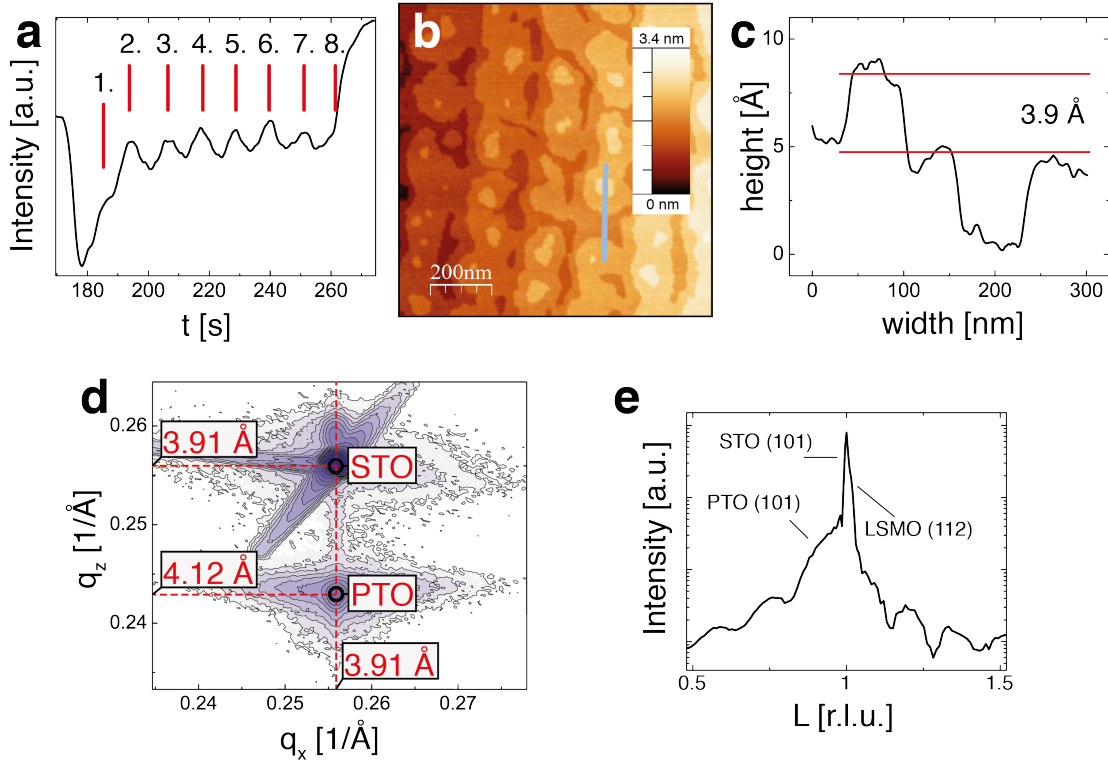 a
Intensity [a.u.]
1.
2.
3.
4.
5.
6.
7.
8.
180
200
220
240
260
t [s]
b
3.4 nm
0 nm
200nm
c
height [Å]
10
5
0
3.9 Å
0
100
200
300
width [nm]
d
q_z [1/Å]
0.26
0.25
0.24
3.91 Å
STO
4.12 Å
PTO
3.91 Å
0.24
0.25
0.26
0.27
q_x [1/Å]
e
Intensity [a.u.]
STO (101)
PTO (101)
LSMO (112)
0.5
1
1.5
L [r.l.u.]